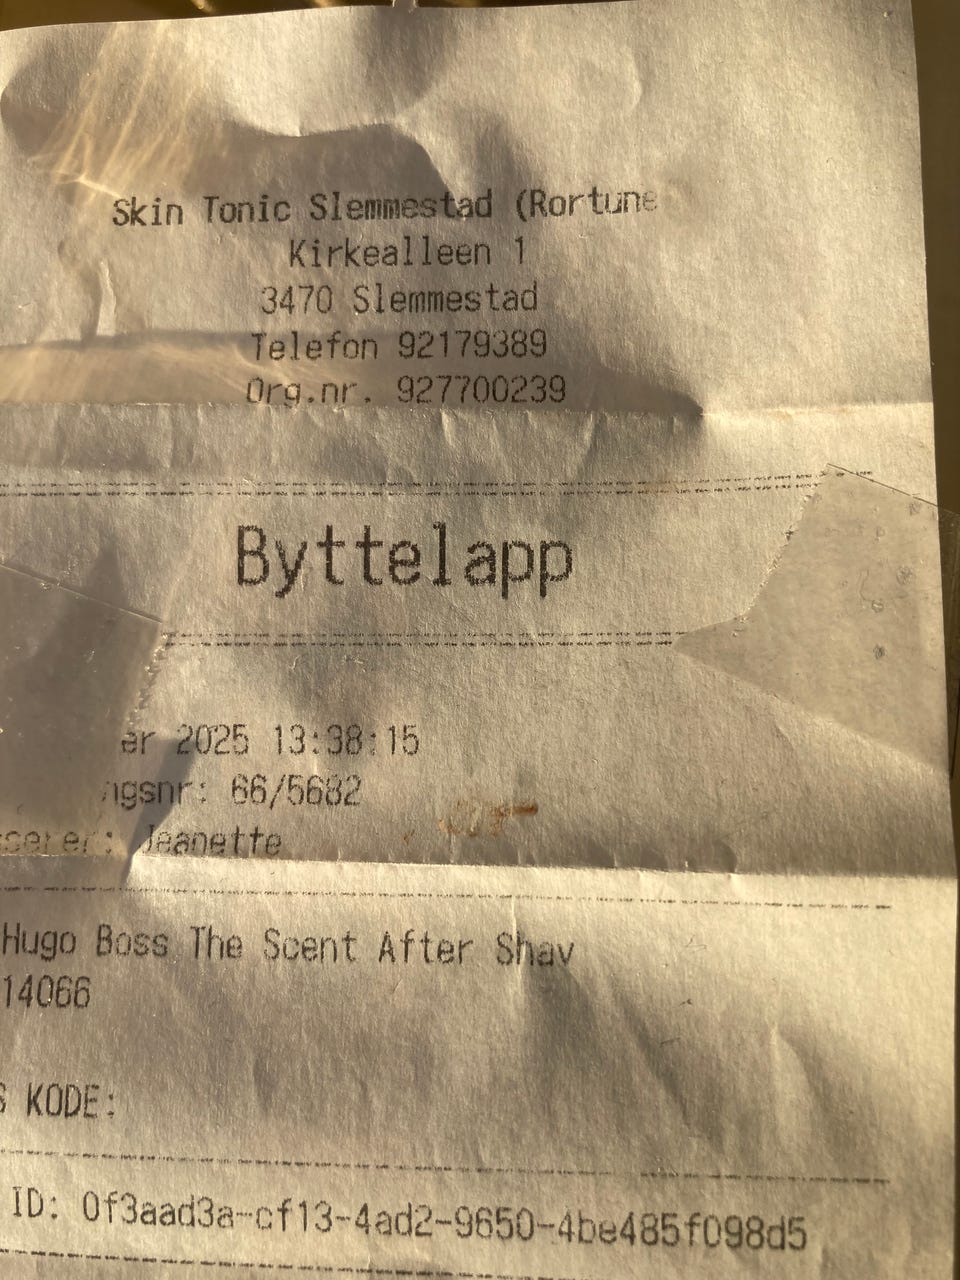 Skin Tonic Slemmestad (Rortune
Kirkealleen 1
3470 Slemmestad
Telefon 92179389
Org.nr. 927700239
Byttelapp
er 2025 13:38:15
ngsnr: 66/5682
sserer: Jeanette
Hugo Boss The Scent After Shav
14066
S KODE:
ID: 0f3aad3a-cf13-4ad2-9650-4be485f098d5